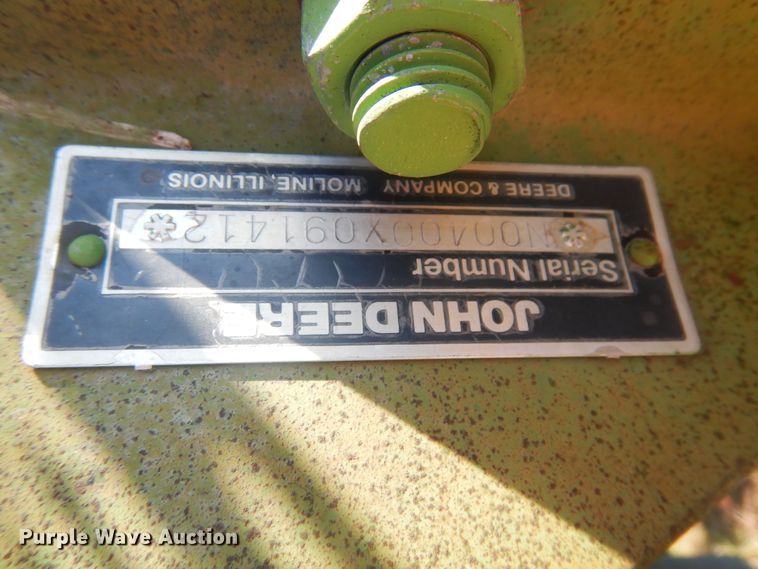 JOHN DEERE
Serial Number
*N00400X091412*
DEERE & COMPANY MOLINE, ILLINOIS
Purple Wave Auction